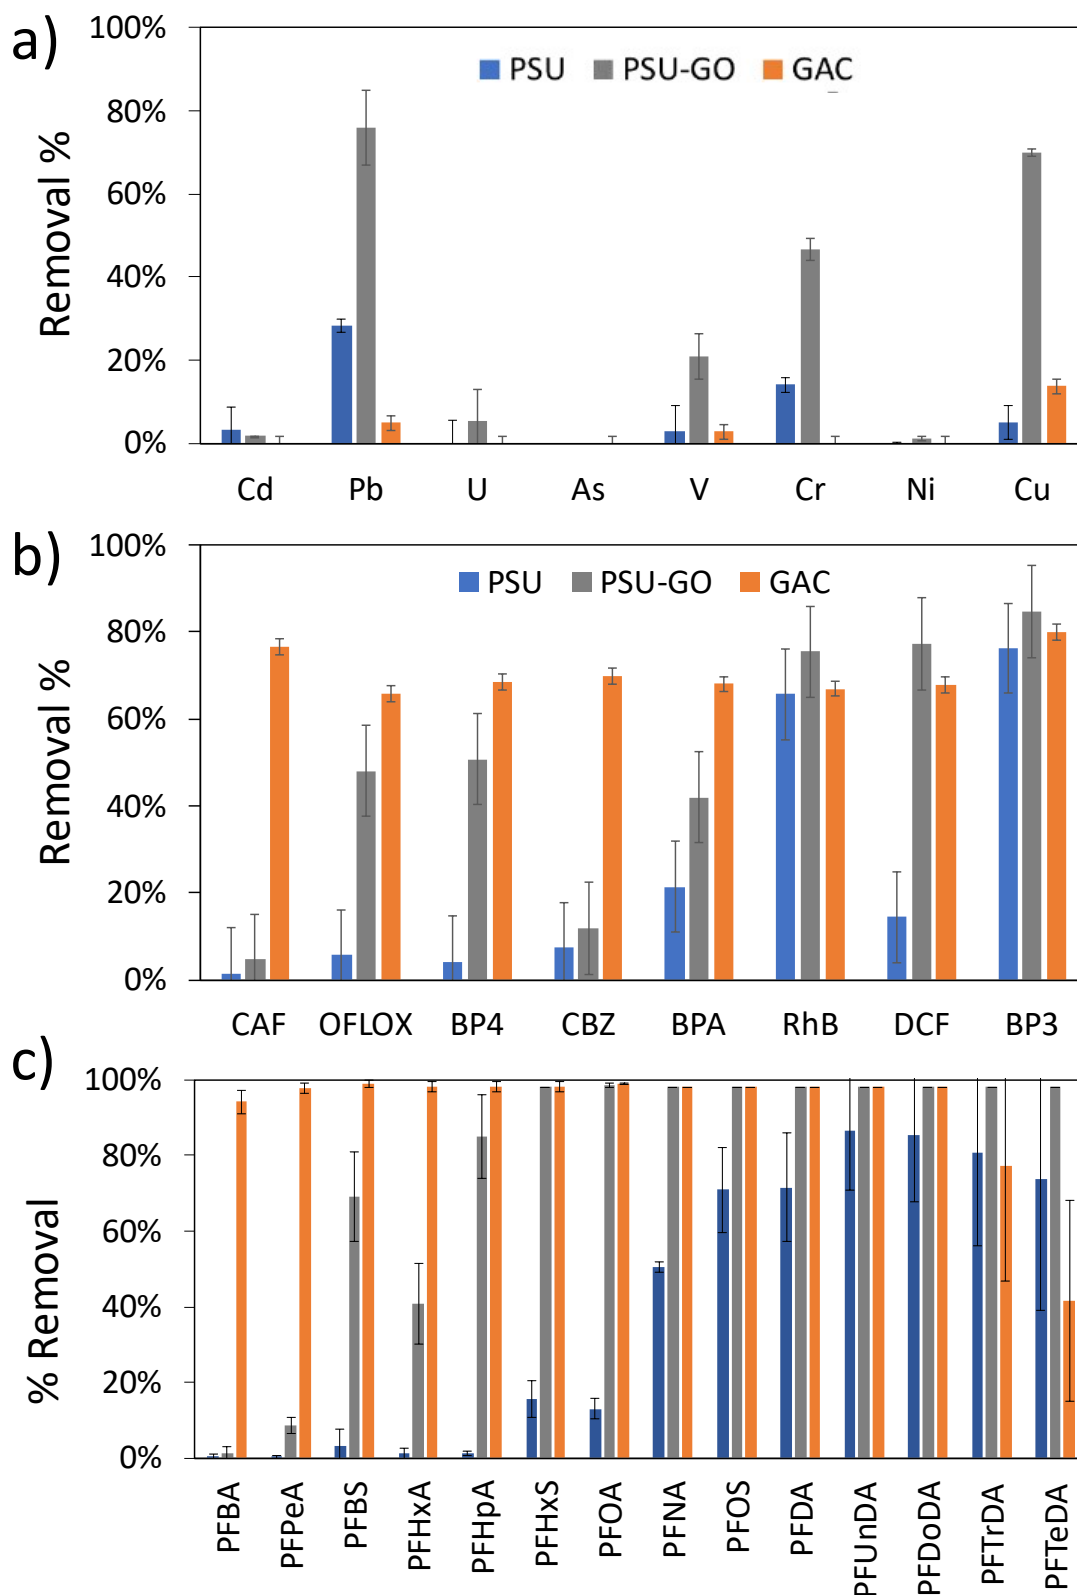 a)
Removal %
100%
80%
60%
40%
20%
0%
PSU PSU-GO GAC
Cd Pb U As V Cr Ni Cu
b)
Removal %
100%
80%
60%
40%
20%
0%
PSU PSU-GO GAC
CAF OFLOX BP4 CBZ BPA RhB DCF BP3
c)
% Removal
100%
80%
60%
40%
20%
0%
PFBA
PFPeA
PFBS
PFHxA
PFHpA
PFHxS
PFOA
PFNA
PFOS
PFDA
PFUnDA
PFDoDA
PFTrDA
PFTeDA